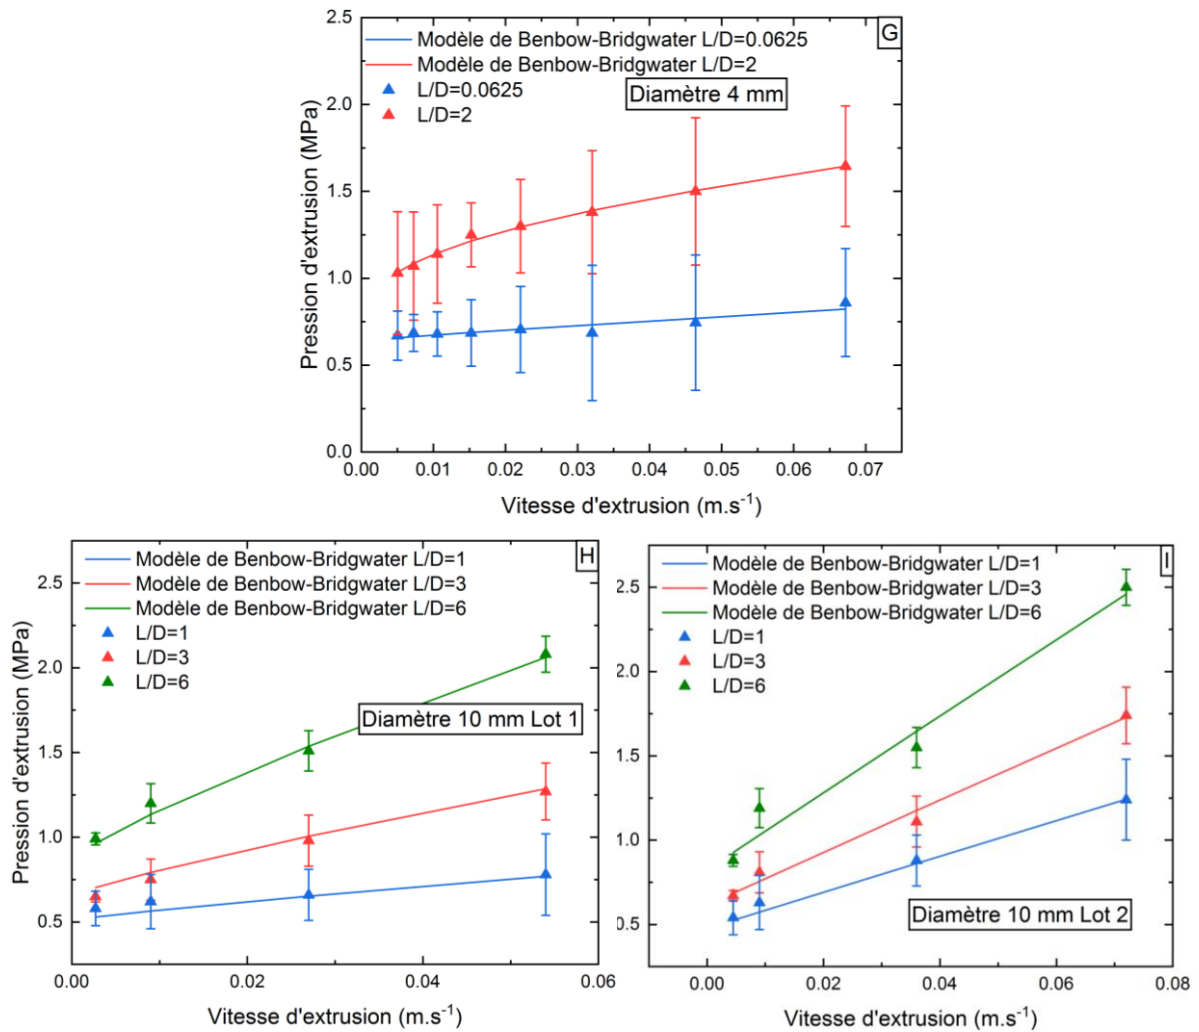 2.5
2.0
1.5
1.0
0.5
0.0
Pression d'extrusion (MPa)
Modèle de Benbow-Bridgwater L/D=0.0625
Modèle de Benbow-Bridgwater L/D=2
L/D=0.0625
L/D=2
G
Diamètre 4 mm
0.00 0.01 0.02 0.03 0.04 0.05 0.06 0.07
Vitesse d'extrusion (m.s⁻¹)
2.5
2.0
1.5
1.0
0.5
Pression d'extrusion (MPa)
Modèle de Benbow-Bridgwater L/D=1
Modèle de Benbow-Bridgwater L/D=3
Modèle de Benbow-Bridgwater L/D=6
L/D=1
L/D=3
L/D=6
H
Diamètre 10 mm Lot 1
0.00 0.02 0.04 0.06
Vitesse d'extrusion (m.s⁻¹)
2.5
2.0
1.5
1.0
0.5
Modèle de Benbow-Bridgwater L/D=1
Modèle de Benbow-Bridgwater L/D=3
Modèle de Benbow-Bridgwater L/D=6
L/D=1
L/D=3
L/D=6
I
Diamètre 10 mm Lot 2
0.00 0.02 0.04 0.06 0.08
Vitesse d'extrusion (m.s⁻¹)